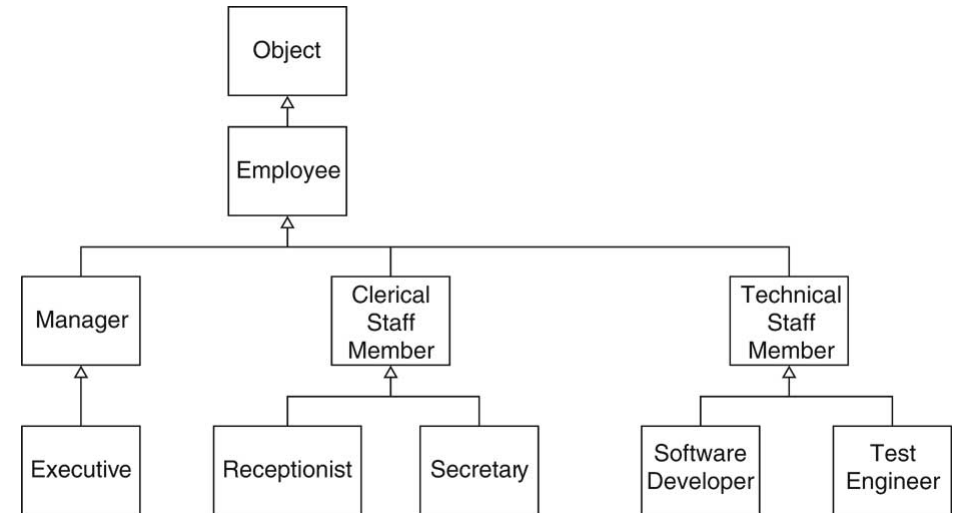 Object
Employee
Manager
Clerical
Staff
Member
Technical
Staff
Member
Executive
Receptionist
Secretary
Software
Developer
Test
Engineer